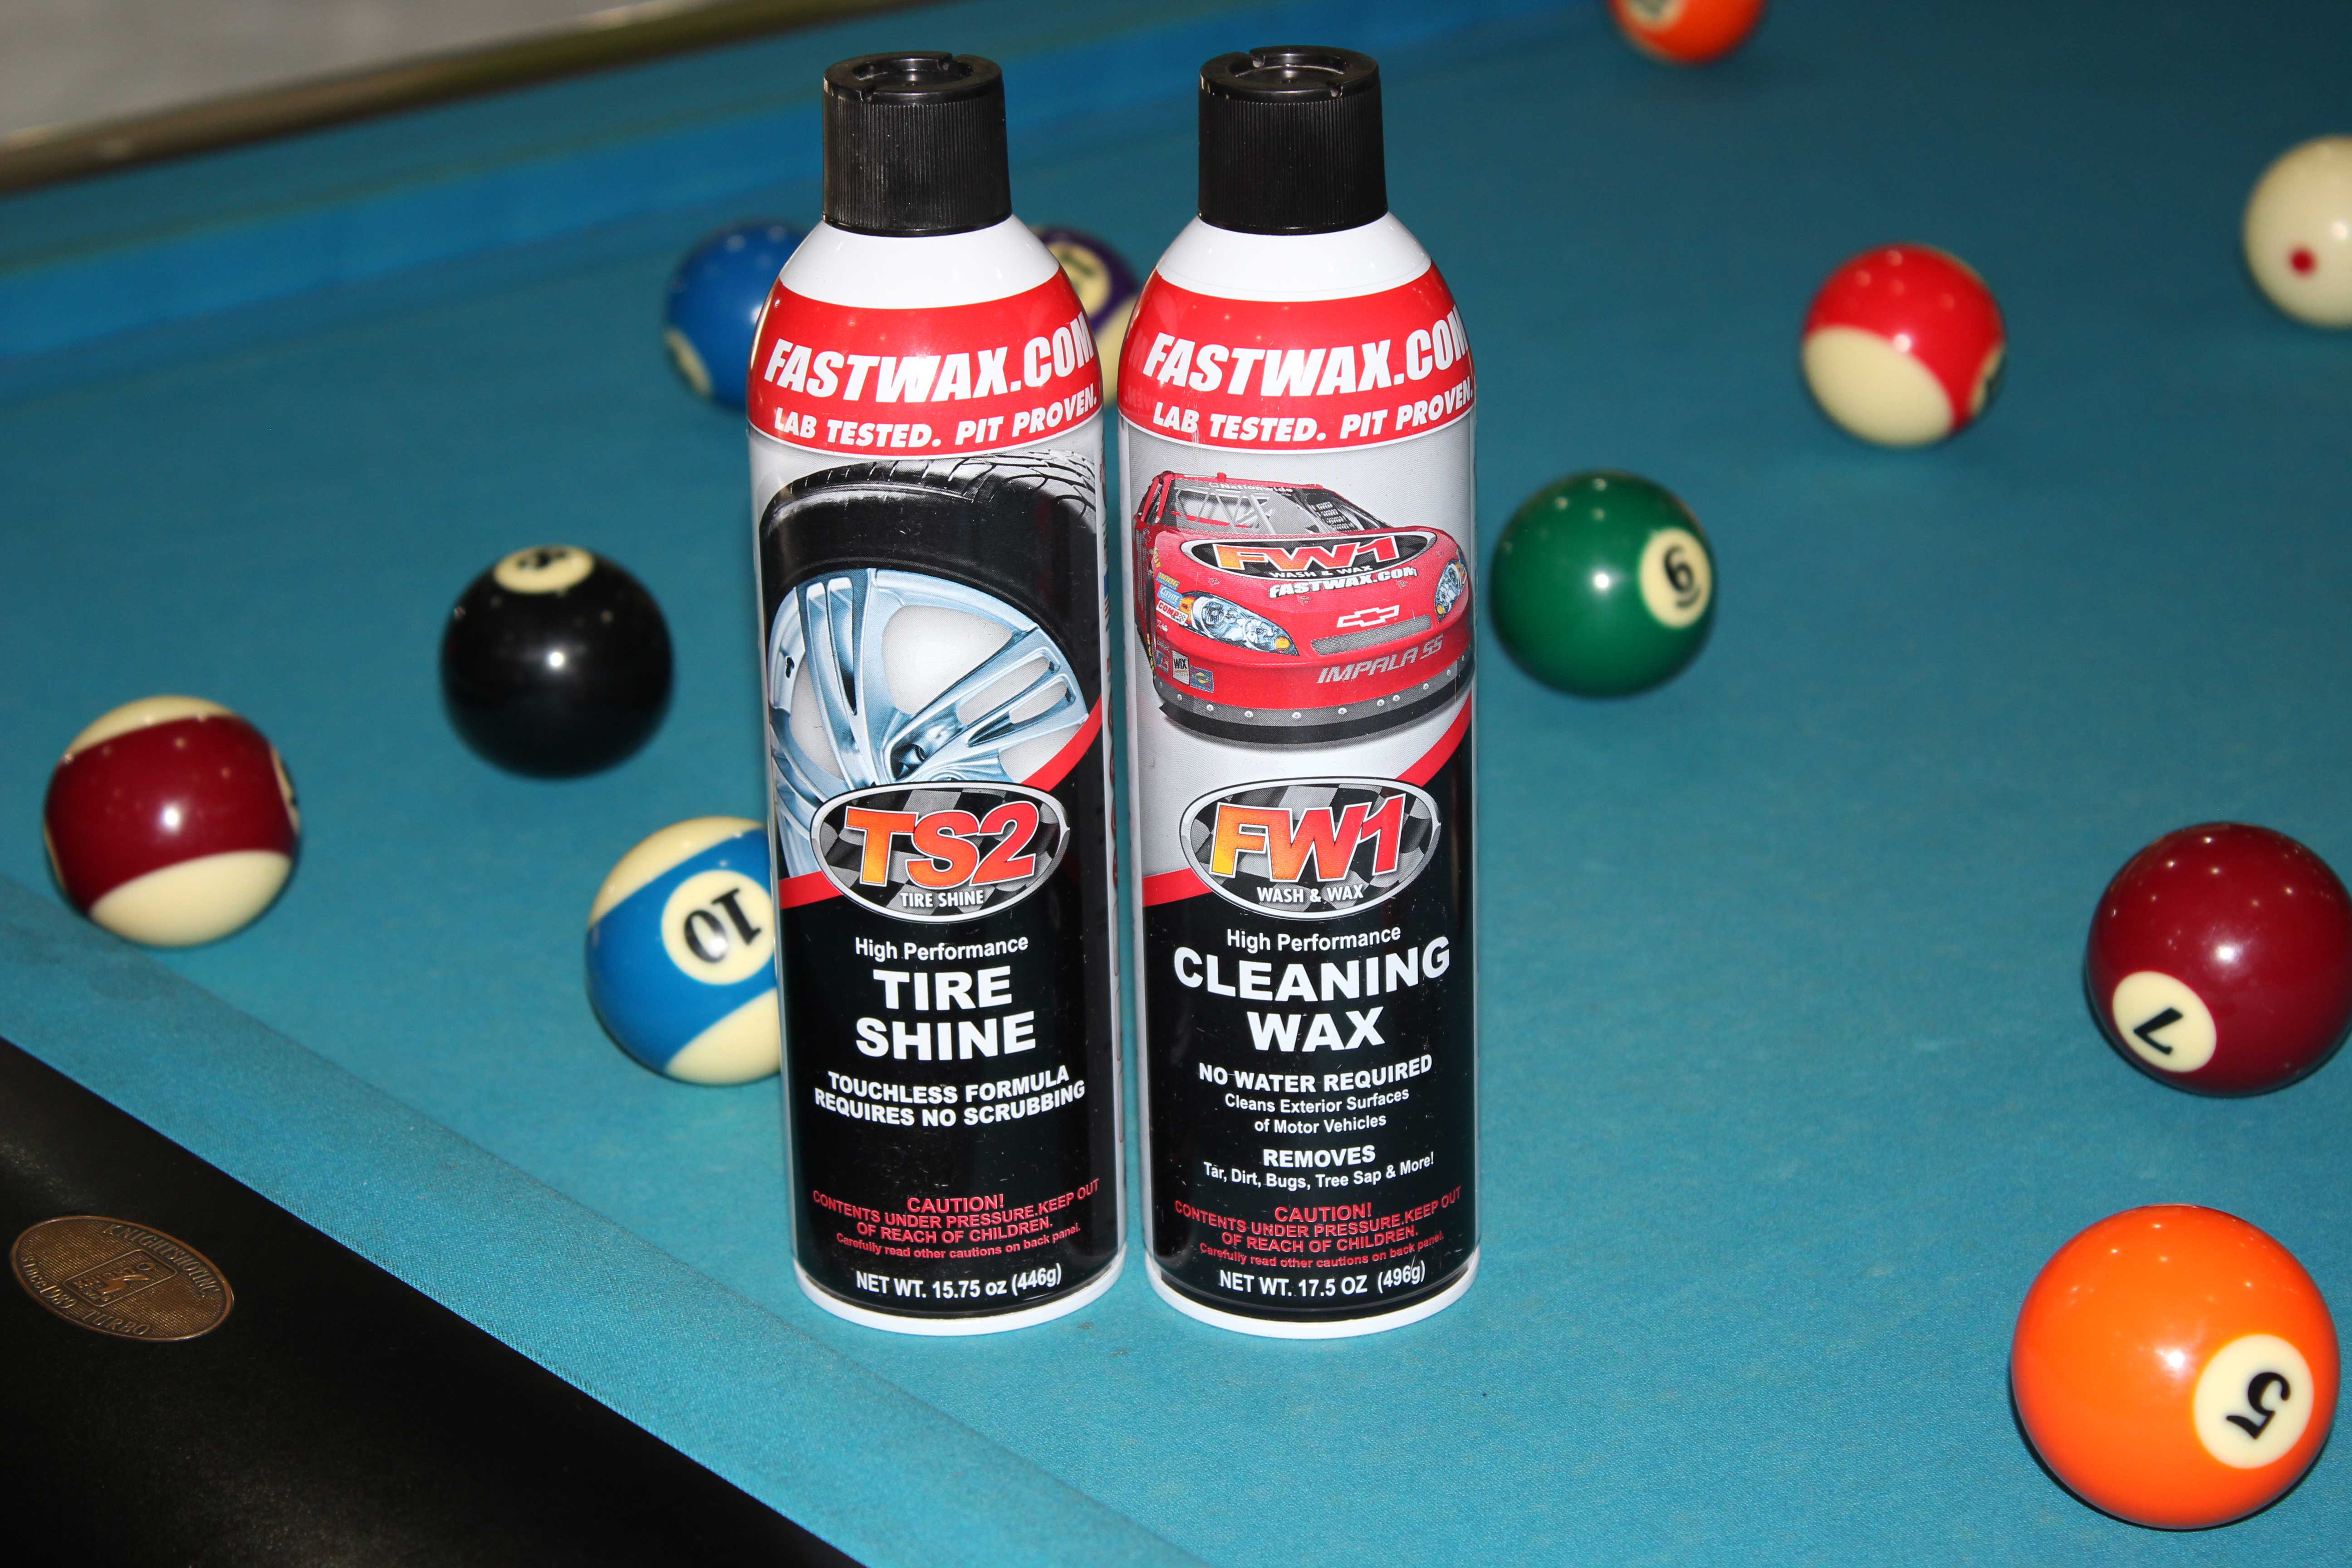 FASTWAX.COM
LAB TESTED. PIT PROVEN.
TS2
TIRE SHINE
High Performance
TIRE
SHINE
TOUCHLESS FORMULA
REQUIRES NO SCRUBBING
CAUTION!
CONTENTS UNDER PRESSURE.KEEP OUT
OF REACH OF CHILDREN.
Carefully read other cautions on back panel.
NET WT. 15.75 oz (446g)
FASTWAX.COM
LAB TESTED. PIT PROVEN.
Nationwide
FW1
WASH & WAX
FASTWAX.COM
IMPALA SS
WIX
FW1
WASH & WAX
High Performance
CLEANING
WAX
NO WATER REQUIRED
Cleans Exterior Surfaces
of Motor Vehicles
REMOVES
Tar, Dirt, Bugs, Tree Sap & More!
CAUTION!
CONTENTS UNDER PRESSURE.KEEP OUT
OF REACH OF CHILDREN.
Carefully read other cautions on back panel.
NET WT. 17.5 OZ (496g)
10
6
7
5
TURBO